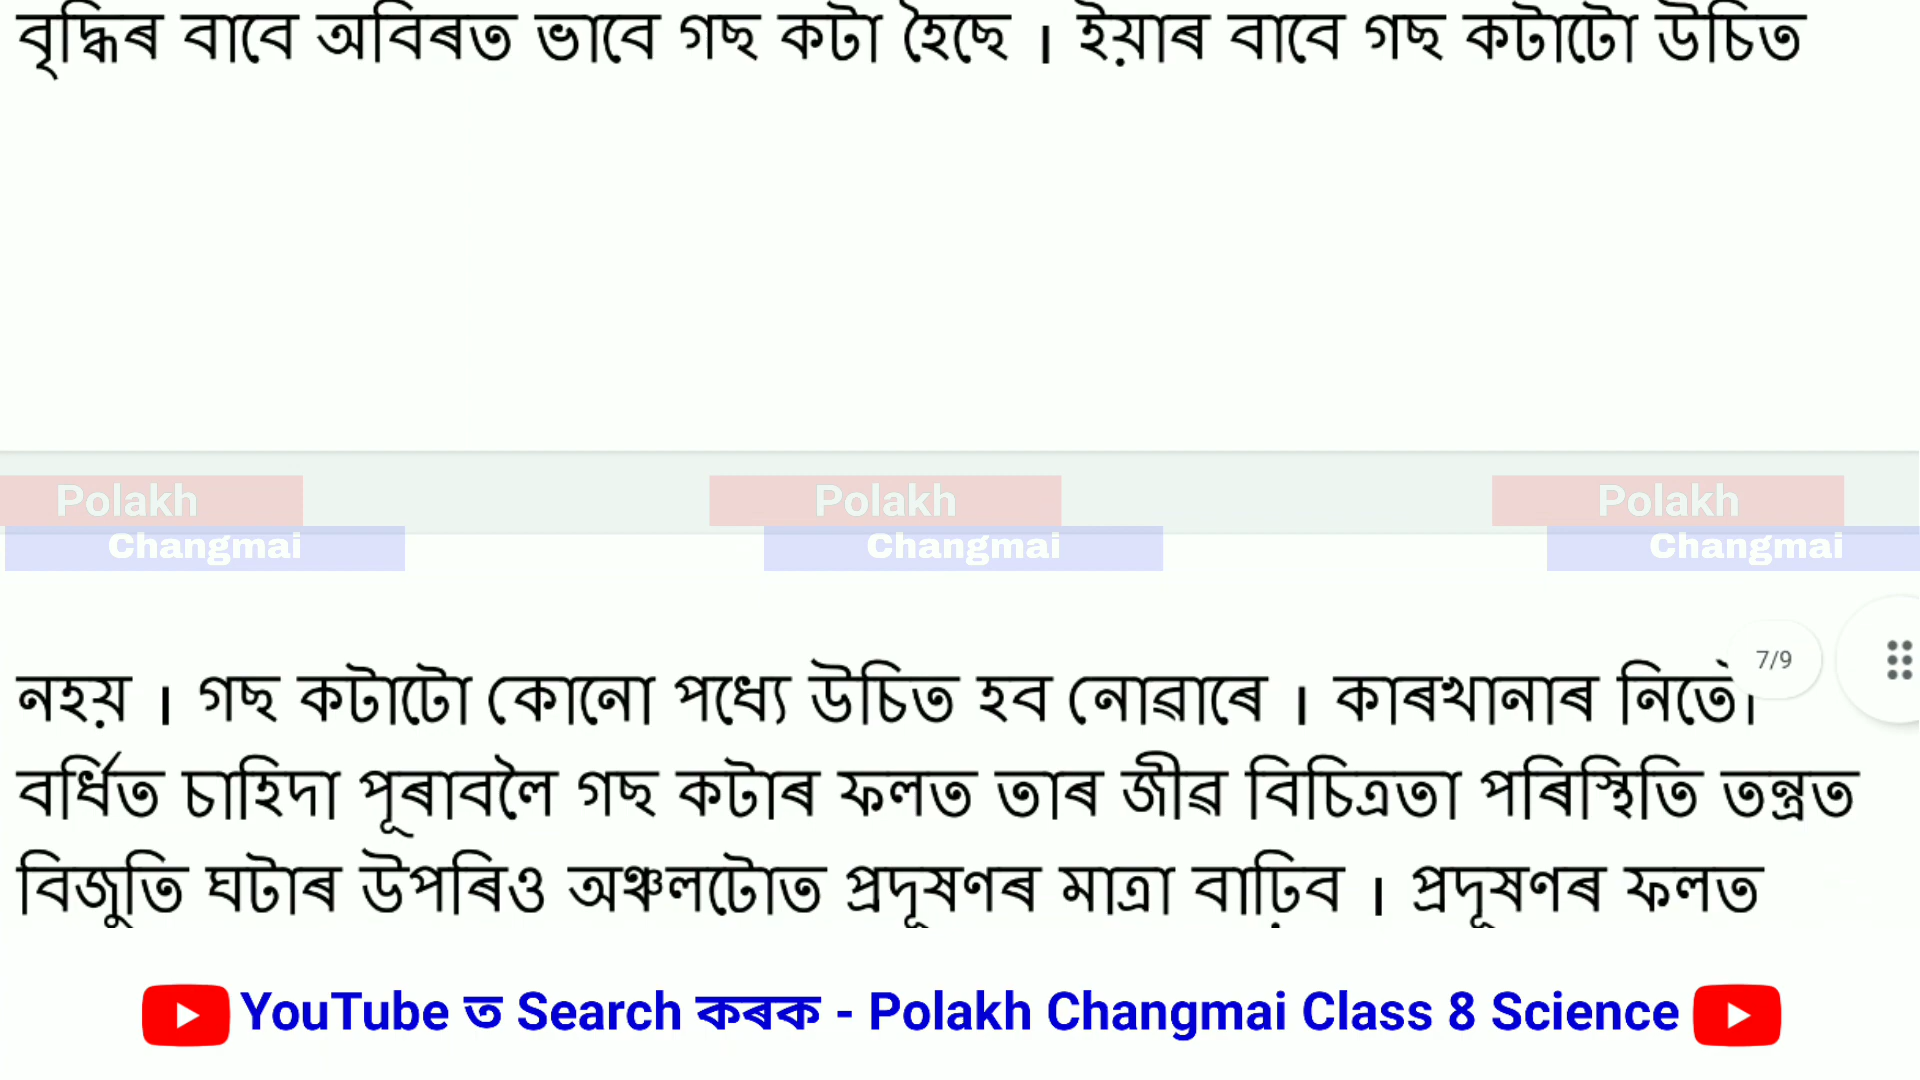 বৃদ্ধিৰ বাবে অবিৰত ভাবে গছ কটা হৈছে । ইয়াৰ বাবে গছ কটাটো উচিত
Polakh Polakh Polakh
Changmai Changmai Changmai
7/9
নহয় । গছ কটাটো কোনো পধ্যে উচিত হব নোৱাৰে । কাৰখানাৰ নিতৌ
বৰ্ধিত চাহিদা পূৰাবলৈ গছ কটাৰ ফলত তাৰ জীৱ বিচিত্ৰতা পৰিস্থিতি তন্ত্ৰত
বিজুতি ঘটাৰ উপৰিও অঞ্চলটোত প্ৰদূষণৰ মাত্ৰা বাঢ়িব । প্ৰদূষণৰ ফলত
YouTube ত Search কৰক - Polakh Changmai Class 8 Science